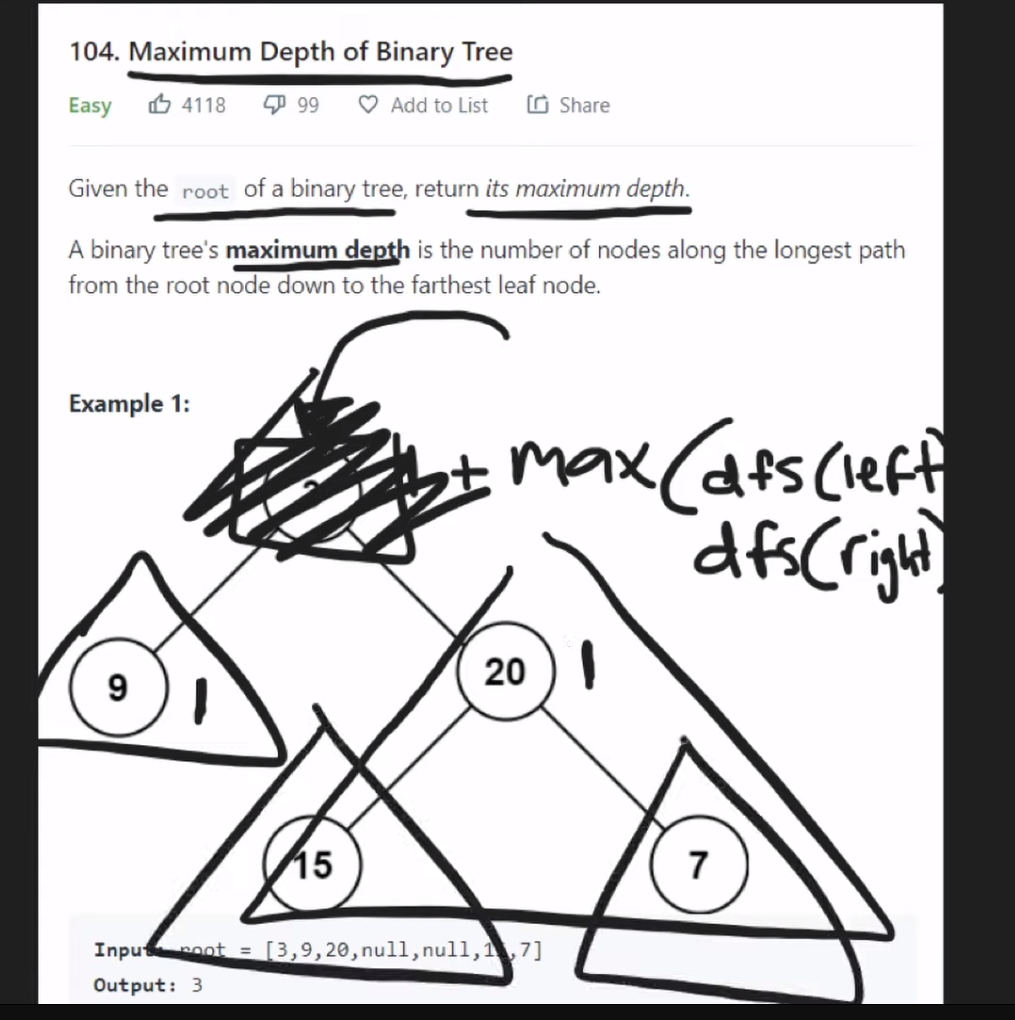 104. Maximum Depth of Binary Tree
Easy 4118 99 Add to List Share
Given the root of a binary tree, return its maximum depth.
A binary tree's maximum depth is the number of nodes along the longest path
from the root node down to the farthest leaf node.
Example 1:
1 + max(dfs(left)
dfs(right)
9 1
20 1
15
7
Input: root = [3,9,20,null,null,15,7]
Output: 3